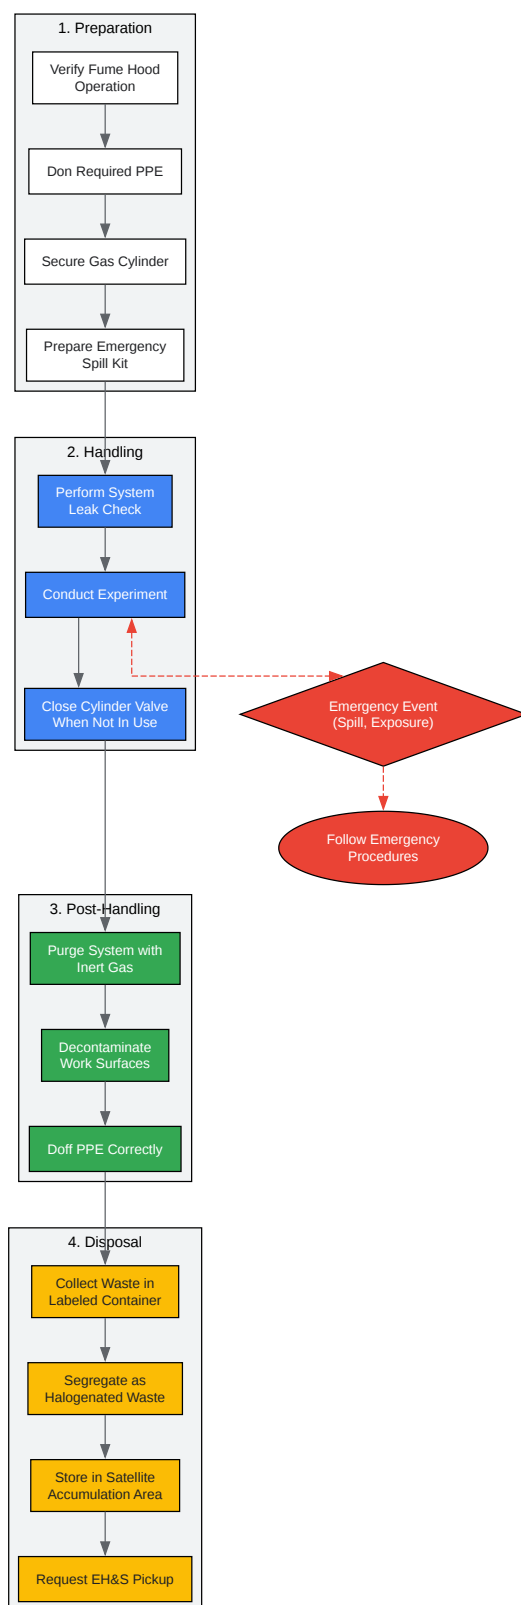 1. Preparation
Verify Fume Hood
Operation
Don Required PPE
Secure Gas Cylinder
Prepare Emergency
Spill Kit
2. Handling
Perform System
Leak Check
Conduct Experiment
Close Cylinder Valve
When Not In Use
Emergency Event
(Spill, Exposure)
Follow Emergency
Procedures
3. Post-Handling
Purge System with
Inert Gas
Decontaminate
Work Surfaces
Doff PPE Correctly
4. Disposal
Collect Waste in
Labeled Container
Segregate as
Halogenated Waste
Store in Satellite
Accumulation Area
Request EH&S Pickup